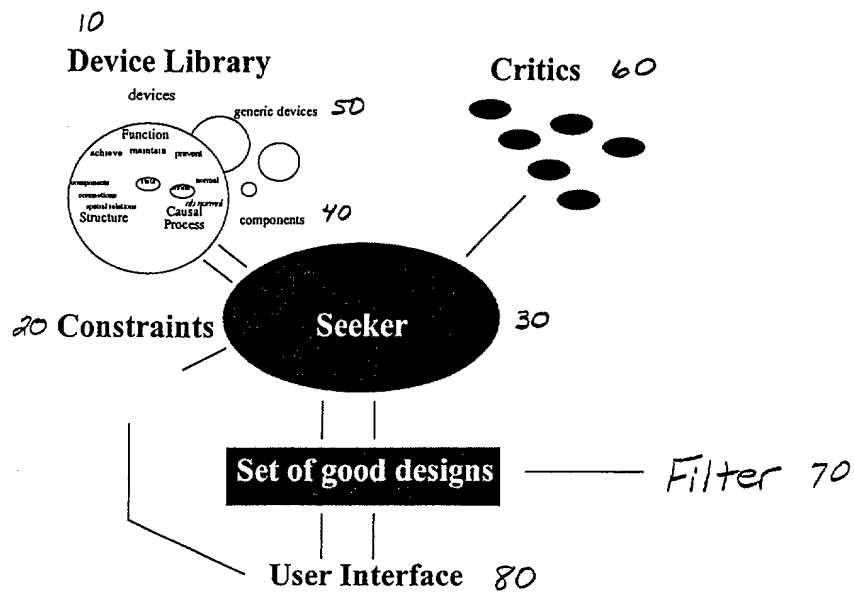 10
Device Library
devices
generic devices 50
Function
achieve maintain prevent
components
normal
connections
abnormal
spatial relations
Structure
Causal
Process
components 40
Critics 60
20 Constraints
Seeker
30
Set of good designs
Filter 70
User Interface 80